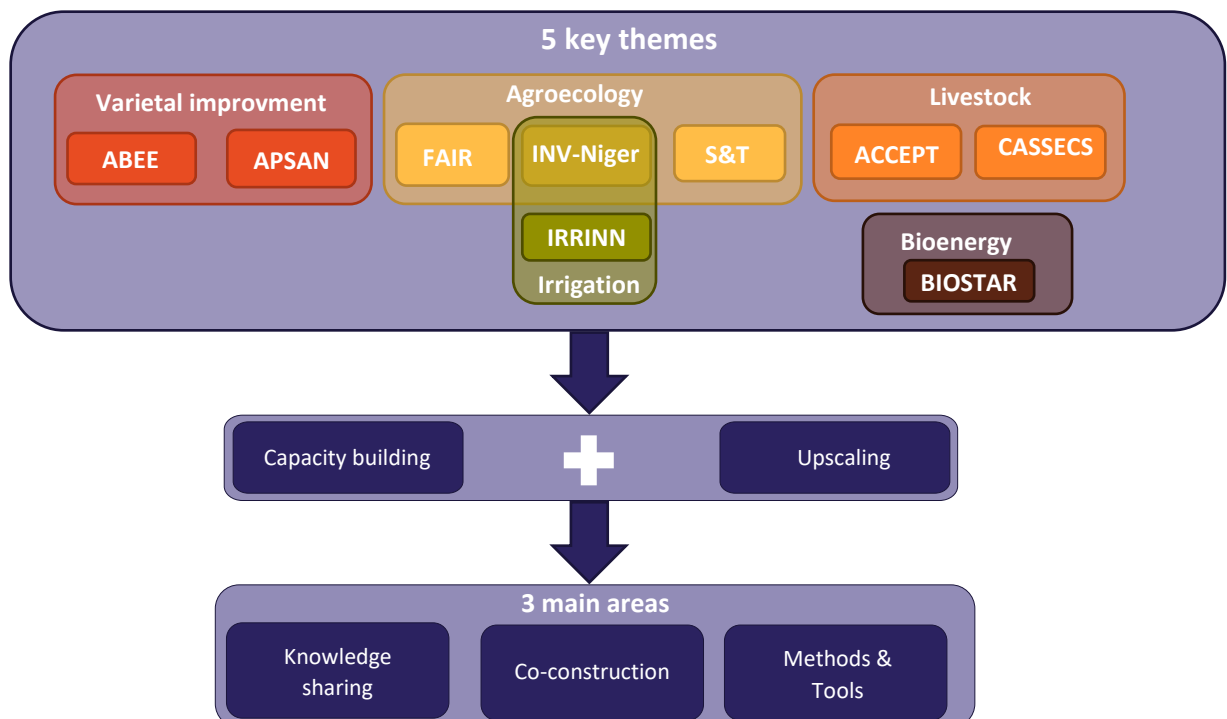 5 key themes
Varietal improvment
ABEE
APSAN
Agroecology
FAIR
INV-Niger
S&T
IRRINN
Irrigation
Livestock
ACCEPT
CASSECS
Bioenergy
BIOSTAR
Capacity building
Upscaling
3 main areas
Knowledge
sharing
Co-construction
Methods &
Tools